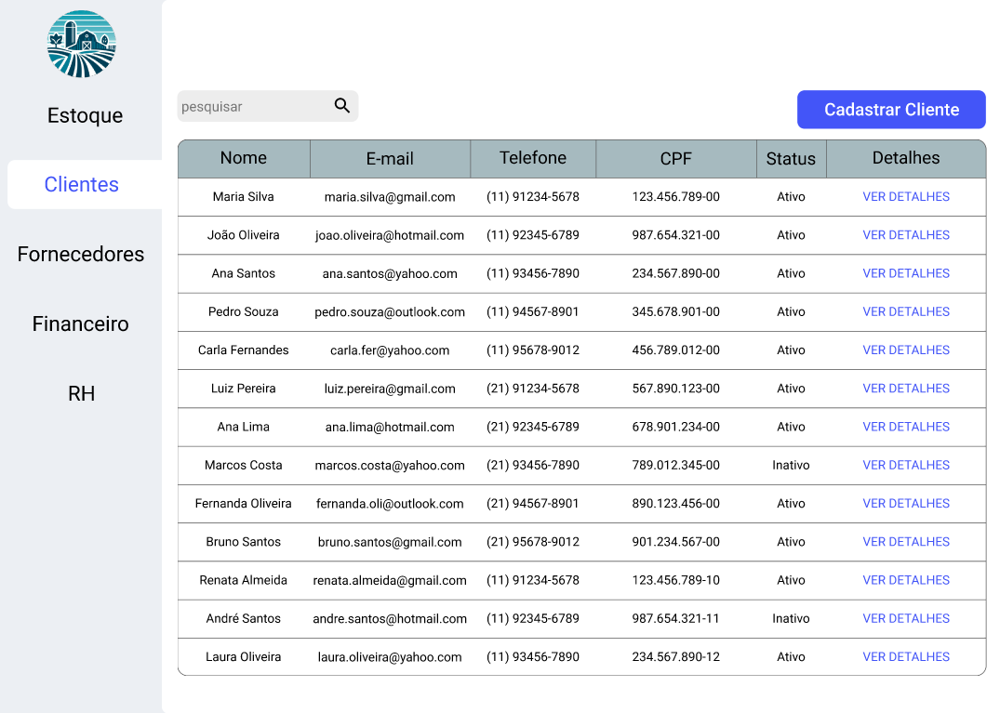 Estoque
Clientes
Fornecedores
Financeiro
RH
pesquisar
Cadastrar Cliente
Nome E-mail Telefone CPF Status Detalhes
Maria Silva maria.silva@gmail.com (11) 91234-5678 123.456.789-00 Ativo VER DETALHES
João Oliveira joao.oliveira@hotmail.com (11) 92345-6789 987.654.321-00 Ativo VER DETALHES
Ana Santos ana.santos@yahoo.com (11) 93456-7890 234.567.890-00 Ativo VER DETALHES
Pedro Souza pedro.souza@outlook.com (11) 94567-8901 345.678.901-00 Ativo VER DETALHES
Carla Fernandes carla.fer@yahoo.com (11) 95678-9012 456.789.012-00 Ativo VER DETALHES
Luiz Pereira luiz.pereira@gmail.com (21) 91234-5678 567.890.123-00 Ativo VER DETALHES
Ana Lima ana.lima@hotmail.com (21) 92345-6789 678.901.234-00 Ativo VER DETALHES
Marcos Costa marcos.costa@yahoo.com (21) 93456-7890 789.012.345-00 Inativo VER DETALHES
Fernanda Oliveira fernanda.oli@outlook.com (21) 94567-8901 890.123.456-00 Ativo VER DETALHES
Bruno Santos bruno.santos@gmail.com (21) 95678-9012 901.234.567-00 Ativo VER DETALHES
Renata Almeida renata.almeida@gmail.com (11) 91234-5678 123.456.789-10 Ativo VER DETALHES
André Santos andre.santos@hotmail.com (11) 92345-6789 987.654.321-11 Inativo VER DETALHES
Laura Oliveira laura.oliveira@yahoo.com (11) 93456-7890 234.567.890-12 Ativo VER DETALHES